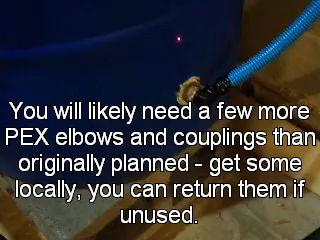 You will likely need a few more
PEX elbows and couplings than
originally planned - get some
locally, you can return them if
unused.